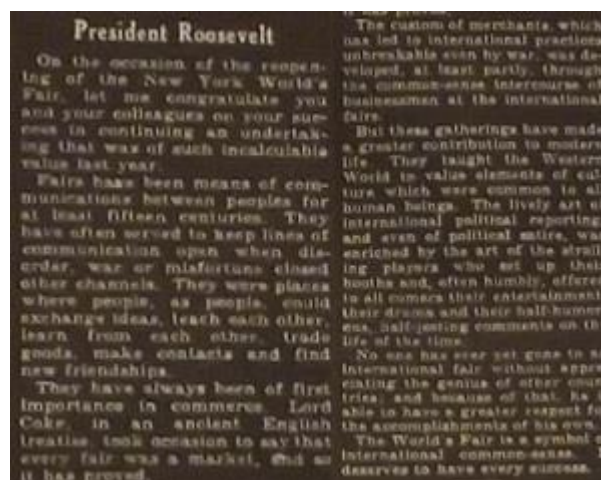 President Roosevelt
On the occasion of the reopen-
ing of the New York World's
Fair, let me congratulate you
and your colleagues on your suc-
cess in continuing an undertak-
ing that was of such incalculable
value last year.
Fairs have been means of com-
munications between peoples for
at least fifteen centuries. They
have often served to keep lines of
communication open when dis-
order, war or misfortune closed
other channels. They were places
where people, as people, could
exchange ideas, teach each other,
learn from each other, trade
goods, make contacts and find
new friendships.
They have always been of first
importance in commerce. Lord
Coke, in an ancient English
treatise, took occasion to say that
every fair was a market, and so
it has proved.
The custom of merchants, which
has led to international practices
unbreakable even by war, was de-
veloped, at least partly, through
the common-sense intercourse of
businessmen at the international
fairs.
But these gatherings have made
a greater contribution to modern
life. They taught the Western
World to value elements of cul-
ture which were common to all
human beings. The lively art of
international political reporting,
and even of political satire, was
enriched by the art of the stroll-
ing players who set up their
booths and, often humbly, offered
to all comers their entertainment,
their drama and their half-humor-
ous, half-jesting comments on the
life of the time.
No one has ever yet gone to an
international fair without appre-
ciating the genius of other coun-
tries; and because of that, he is
able to have a greater respect for
the accomplishments of his own.
The World's Fair is a symbol of
international common-sense. It
deserves to have every success.